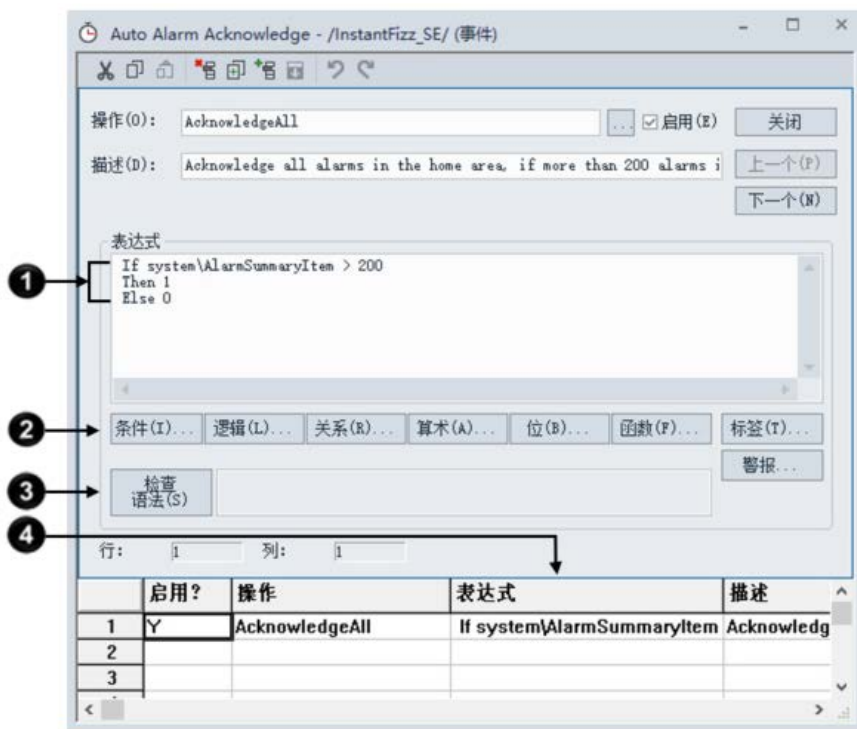 Auto Alarm Acknowledge - /InstantFizz_SE/ (事件)
操作(O): AcknowledgeAll ... 启用(E) 关闭
描述(D): Acknowledge all alarms in the home area, if more than 200 alarms i 上一个(P)
下一个(N)
表达式
1 If system\AlarmSummaryItem > 200
Then 1
Else 0
2 条件(I)... 逻辑(L)... 关系(R)... 算术(A)... 位(B)... 函数(F)... 标签(T)...
警报...
3 检查
语法(S)
4
行: 1 列: 1
启用? 操作 表达式 描述
1 Y AcknowledgeAll If system\AlarmSummaryItem Acknowledg
2
3